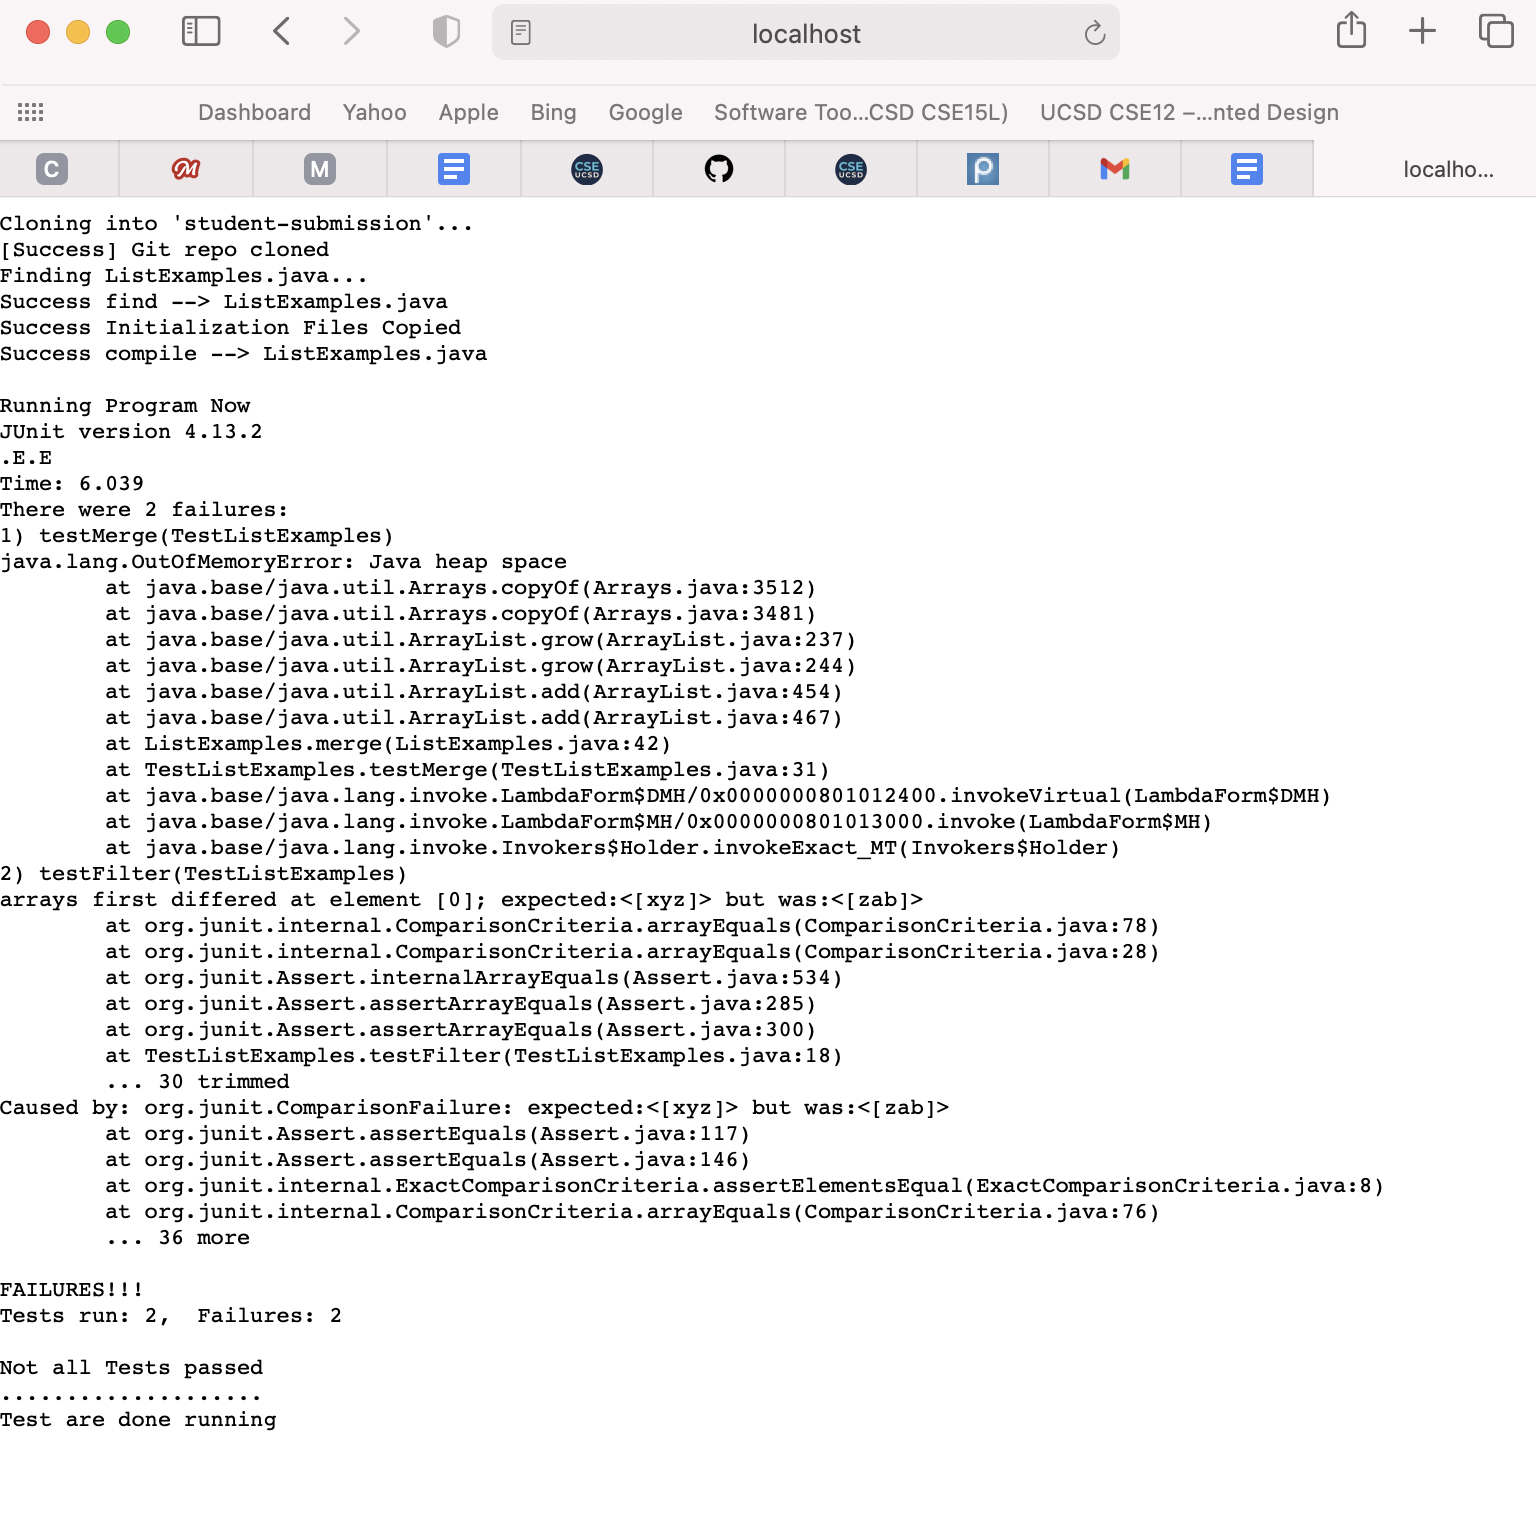 localhost
Dashboard Yahoo Apple Bing Google Software Too...CSD CSE15L) UCSD CSE12 –...nted Design
C M M CSE UCSD CSE UCSD P M localho...
Cloning into 'student-submission'...
[Success] Git repo cloned
Finding ListExamples.java...
Success find --> ListExamples.java
Success Initialization Files Copied
Success compile --> ListExamples.java
Running Program Now
JUnit version 4.13.2
.E.E
Time: 6.039
There were 2 failures:
1) testMerge(TestListExamples)
java.lang.OutOfMemoryError: Java heap space
at java.base/java.util.Arrays.copyOf(Arrays.java:3512)
at java.base/java.util.Arrays.copyOf(Arrays.java:3481)
at java.base/java.util.ArrayList.grow(ArrayList.java:237)
at java.base/java.util.ArrayList.grow(ArrayList.java:244)
at java.base/java.util.ArrayList.add(ArrayList.java:454)
at java.base/java.util.ArrayList.add(ArrayList.java:467)
at ListExamples.merge(ListExamples.java:42)
at TestListExamples.testMerge(TestListExamples.java:31)
at java.base/java.lang.invoke.LambdaForm$DMH/0x0000000801012400.invokeVirtual(LambdaForm$DMH)
at java.base/java.lang.invoke.LambdaForm$MH/0x0000000801013000.invoke(LambdaForm$MH)
at java.base/java.lang.invoke.Invokers$Holder.invokeExact_MT(Invokers$Holder)
2) testFilter(TestListExamples)
arrays first differed at element [0]; expected:<[xyz]> but was:<[zab]>
at org.junit.internal.ComparisonCriteria.arrayEquals(ComparisonCriteria.java:78)
at org.junit.internal.ComparisonCriteria.arrayEquals(ComparisonCriteria.java:28)
at org.junit.Assert.internalArrayEquals(Assert.java:534)
at org.junit.Assert.assertArrayEquals(Assert.java:285)
at org.junit.Assert.assertArrayEquals(Assert.java:300)
at TestListExamples.testFilter(TestListExamples.java:18)
... 30 trimmed
Caused by: org.junit.ComparisonFailure: expected:<[xyz]> but was:<[zab]>
at org.junit.Assert.assertEquals(Assert.java:117)
at org.junit.Assert.assertEquals(Assert.java:146)
at org.junit.internal.ExactComparisonCriteria.assertElementsEqual(ExactComparisonCriteria.java:8)
at org.junit.internal.ComparisonCriteria.arrayEquals(ComparisonCriteria.java:76)
... 36 more
FAILURES!!!
Tests run: 2,  Failures: 2
Not all Tests passed
....................
Test are done running